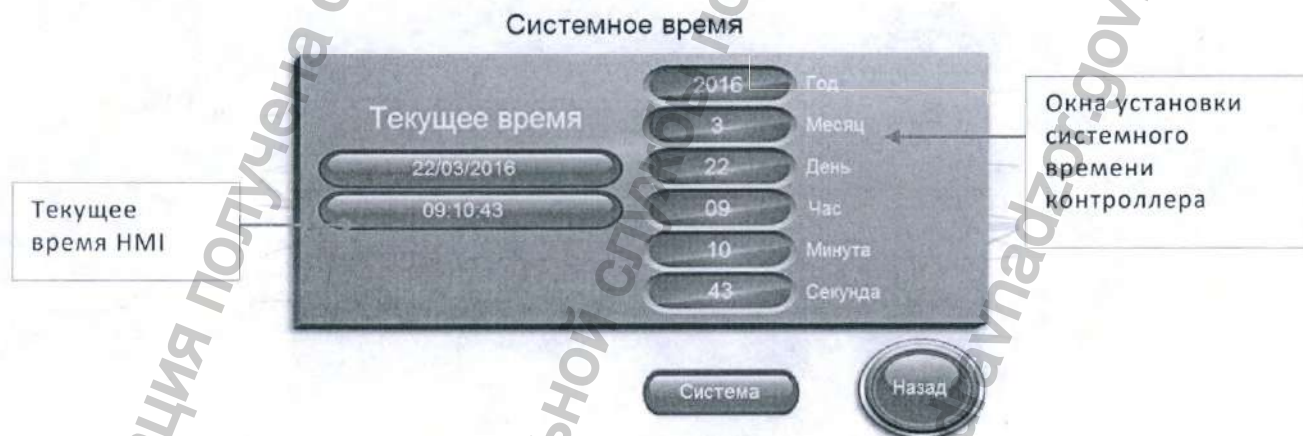 Системное время
Текущее время
22/03/2016
09:10:43
2016 Год
3 Месяц
22 День
09 Час
10 Минута
43 Секунда
Окна установки
системного
времени
контроллера
Текущее
время HMI
Система
Назад